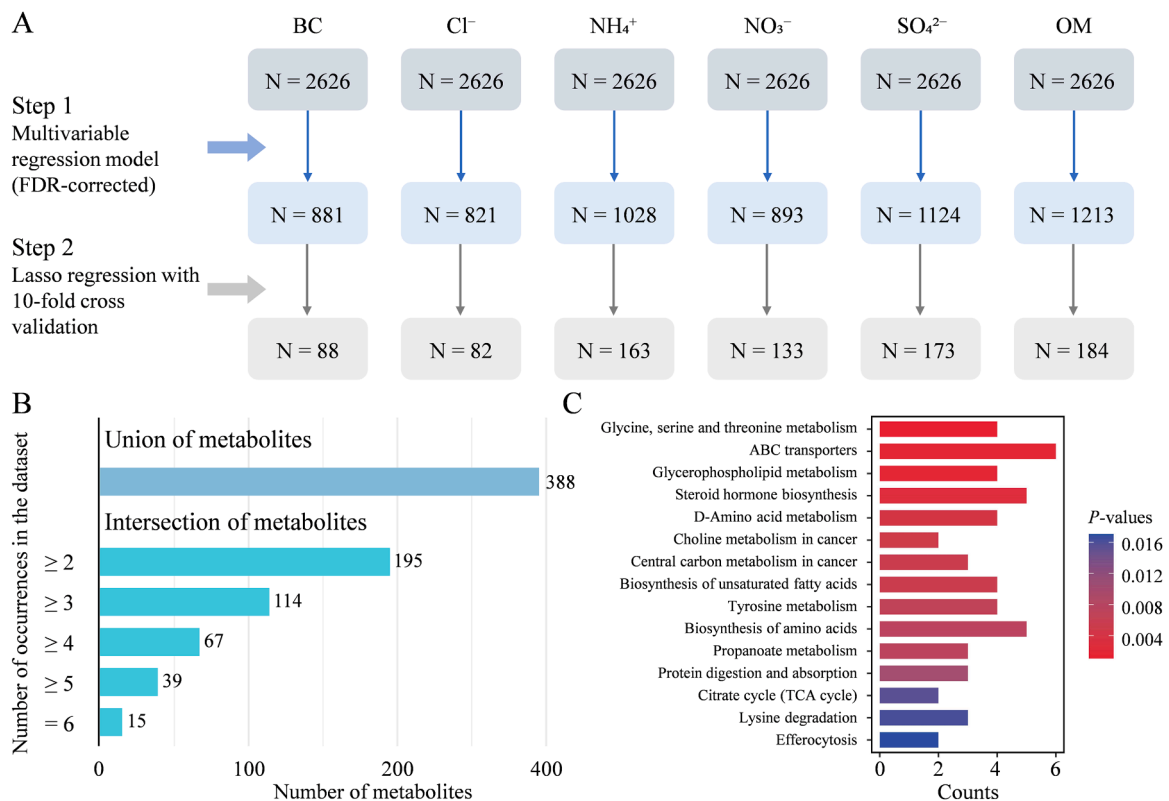 A
BC Cl⁻ NH₄⁺ NO₃⁻ SO₄²⁻ OM
N = 2626 N = 2626 N = 2626 N = 2626 N = 2626 N = 2626
Step 1
Multivariable
regression model
(FDR-corrected)
N = 881 N = 821 N = 1028 N = 893 N = 1124 N = 1213
Step 2
Lasso regression with
10-fold cross
validation
N = 88 N = 82 N = 163 N = 133 N = 173 N = 184
B
Number of occurrences in the dataset
Union of metabolites
388
Intersection of metabolites
≥ 2 195
≥ 3 114
≥ 4 67
≥ 5 39
= 6 15
0 100 200 400
Number of metabolites
C
Glycine, serine and threonine metabolism
ABC transporters
Glycerophospholipid metabolism
Steroid hormone biosynthesis
D-Amino acid metabolism
Choline metabolism in cancer
Central carbon metabolism in cancer
Biosynthesis of unsaturated fatty acids
Tyrosine metabolism
Biosynthesis of amino acids
Propanoate metabolism
Protein digestion and absorption
Citrate cycle (TCA cycle)
Lysine degradation
Efferocytosis
0 2 4 6
Counts
P-values
0.016
0.012
0.008
0.004